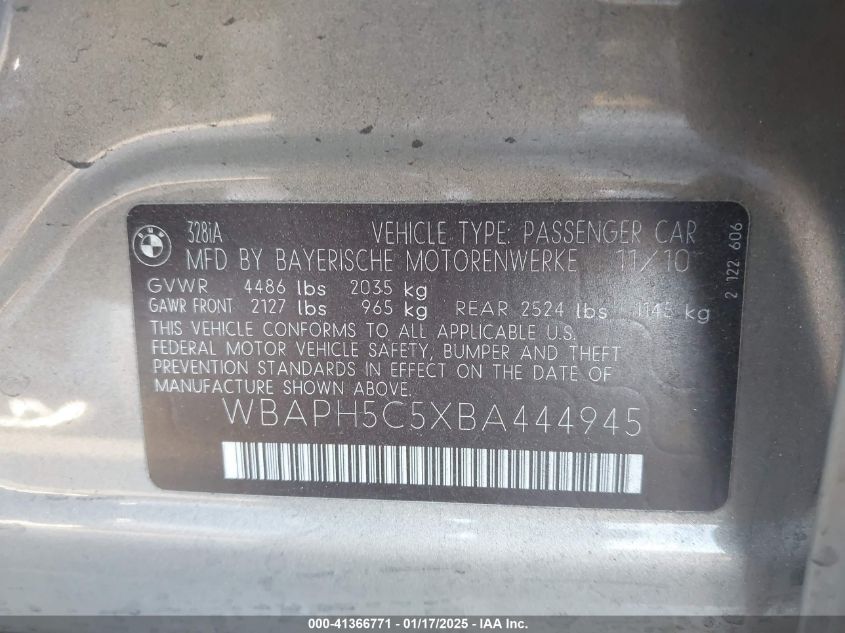 BMW
328iA VEHICLE TYPE: PASSENGER CAR
MFD BY BAYERISCHE MOTORENWERKE 11/10
GVWR 4486 lbs 2035 kg
GAWR FRONT 2127 lbs 965 kg REAR 2524 lbs 1145 kg
THIS VEHICLE CONFORMS TO ALL APPLICABLE U.S.
FEDERAL MOTOR VEHICLE SAFETY, BUMPER AND THEFT
PREVENTION STANDARDS IN EFFECT ON THE DATE OF
MANUFACTURE SHOWN ABOVE.
WBAPH5C5XBA444945
2 122 606
000-41366771 - 01/17/2025 - IAA Inc.